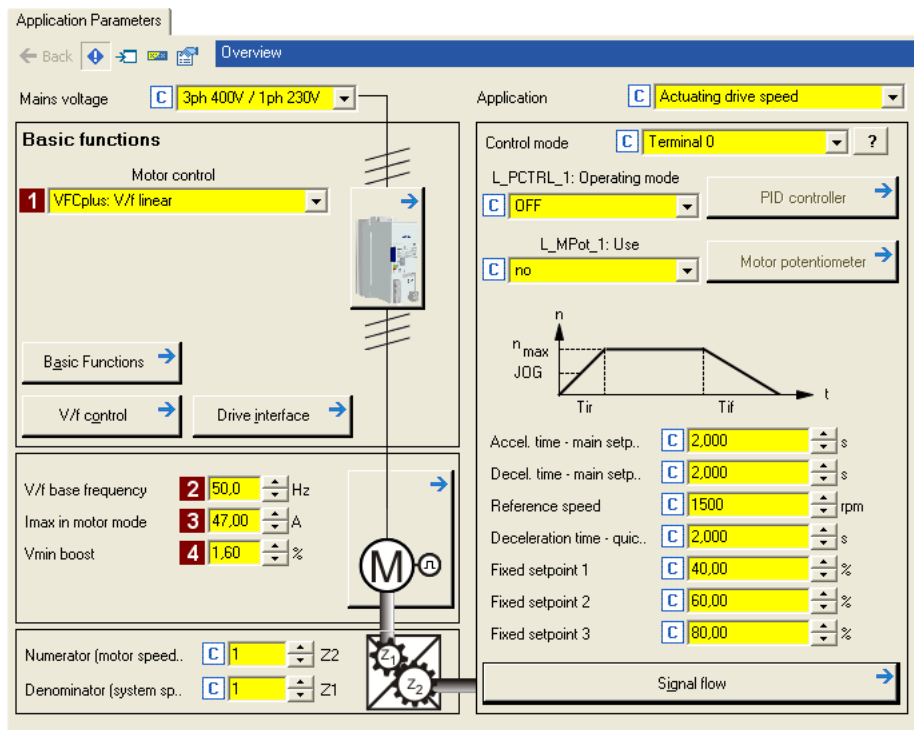 Application Parameters
Back
Overview
Mains voltage C 3ph 400V / 1ph 230V
Basic functions
Motor control
1 VFCplus: V/f linear
Basic Functions
V/f control
Drive interface
V/f base frequency 2 50,0 Hz
Imax in motor mode 3 47,00 A
Vmin boost 4 1,60 %
M
Numerator (motor speed.. C 1 Z2
Denominator (system sp.. C 1 Z1
Z1
Z2
Application C Actuating drive speed
Control mode C Terminal 0 ?
L_PCTRL_1: Operating mode
C OFF
PID controller
L_MPot_1: Use
C no
Motor potentiometer
n
nmax
JOG
t
Tir
Tif
Accel. time - main setp.. C 2,000 s
Decel. time - main setp.. C 2,000 s
Reference speed C 1500 rpm
Deceleration time - quic.. C 2,000 s
Fixed setpoint 1 C 40,00 %
Fixed setpoint 2 C 60,00 %
Fixed setpoint 3 C 80,00 %
Signal flow